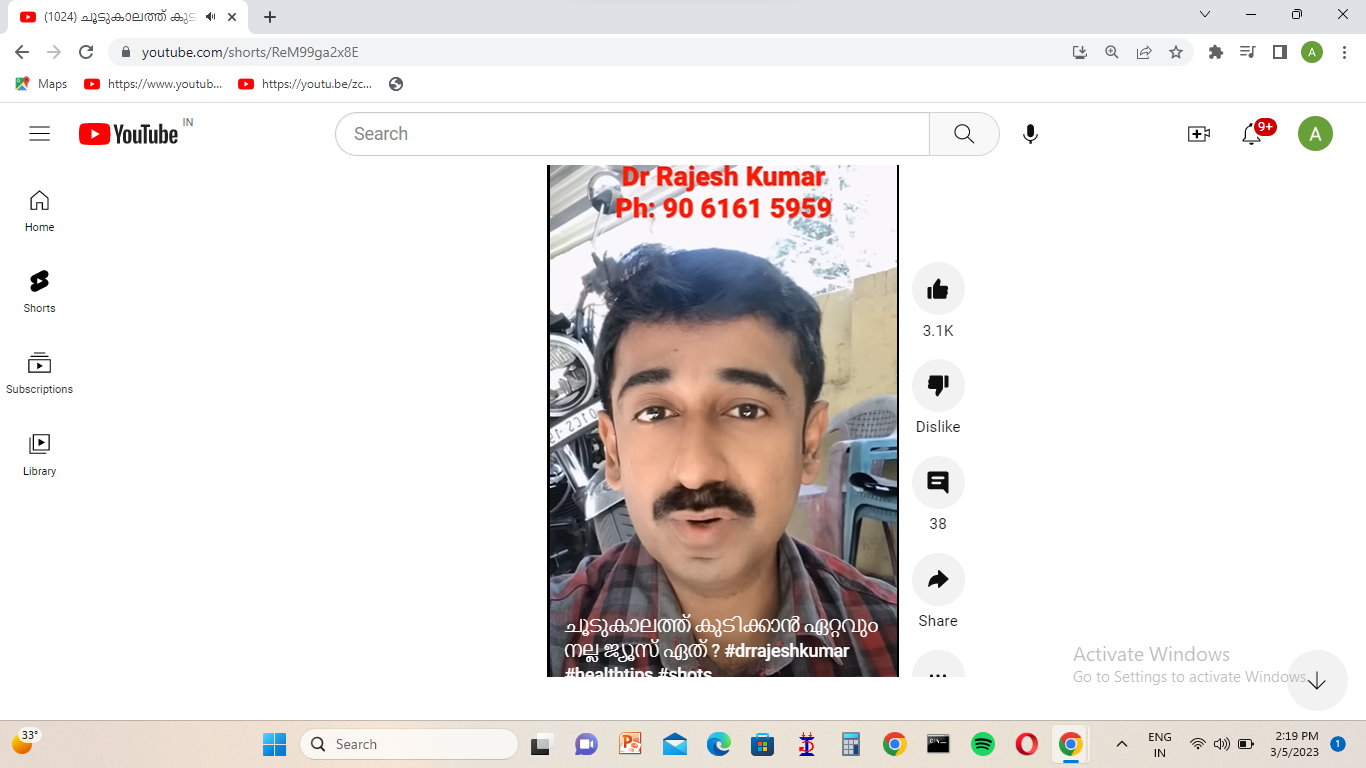 (1024) ചൂടുകാലത്ത് കുട
youtube.com/shorts/ReM99ga2x8E
A
Maps
https://www.youtub...
https://youtu.be/zc...
YouTube
IN
Search
9+
A
Home
Shorts
Subscriptions
Library
Dr Rajesh Kumar
Ph: 90 6161 5959
3.1K
Dislike
38
Share
ചൂടുകാലത്ത് കുടിക്കാൻ ഏറ്റവും
നല്ല ജ്യൂസ് ഏത് ? #drrajeshkumar
#healthtips #shots
Activate Windows
Go to Settings to activate Windows.
33°
Search
ENG
IN
2:19 PM
3/5/2023
1